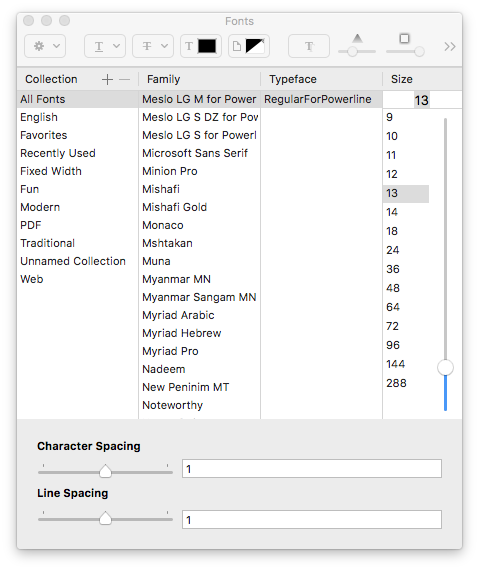 Fonts
T T T T
Collection + − Family Typeface Size
All Fonts Meslo LG M for Power RegularForPowerline 13
English Meslo LG S DZ for Pow 9
Favorites Meslo LG S for Powerl 10
Recently Used Microsoft Sans Serif 11
Fixed Width Minion Pro 12
Fun Mishafi 13
Modern Mishafi Gold 14
PDF Monaco 18
Traditional Mshtakan 24
Unnamed Collection Muna 36
Web Myanmar MN 48
Myanmar Sangam MN 64
Myriad Arabic 72
Myriad Hebrew 96
Myriad Pro 144
Nadeem 288
New Peninim MT
Noteworthy
Character Spacing
1
Line Spacing
1